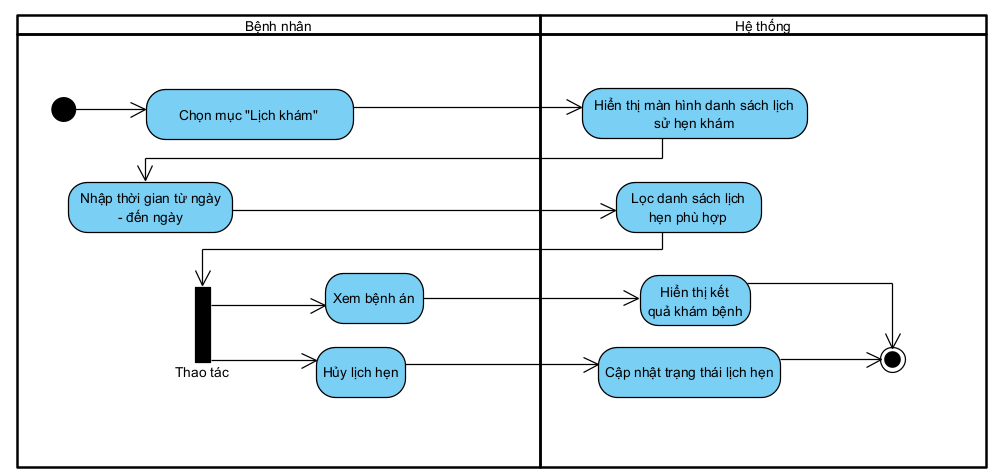 Bệnh nhân
Hệ thống
Chọn mục "Lịch khám"
Hiển thị màn hình danh sách lịch
sử hẹn khám
Nhập thời gian từ ngày
- đến ngày
Lọc danh sách lịch
hẹn phù hợp
Xem bệnh án
Hiển thị kết
quả khám bệnh
Thao tác
Hủy lịch hẹn
Cập nhật trạng thái lịch hẹn